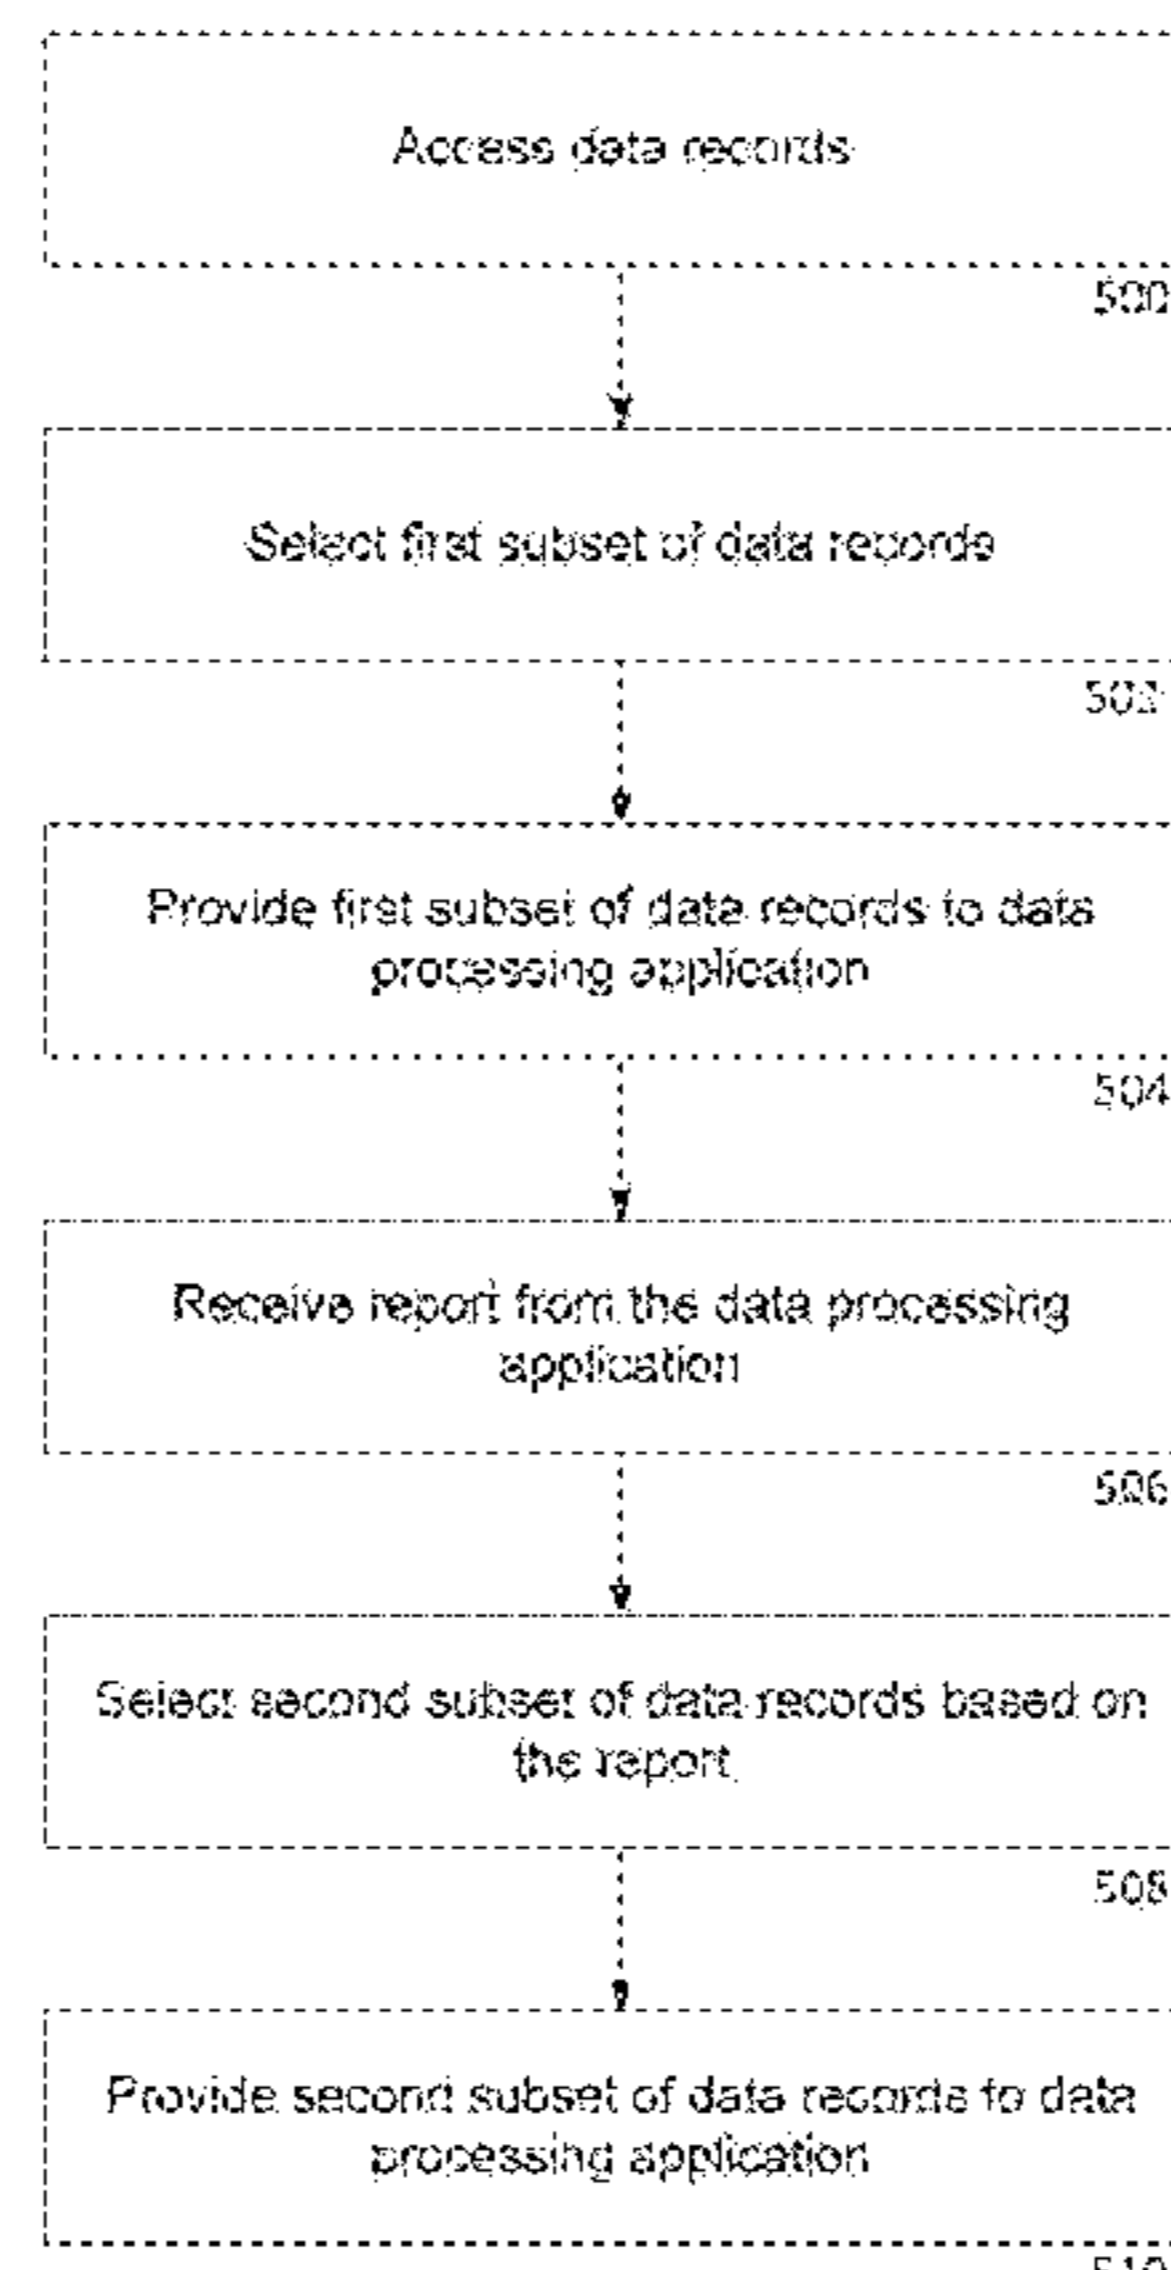 Access data records
500
Select first subset of data records
502
Provide first subset of data records to data
processing application
504
Receive report from the data processing
application
506
Select second subset of data records based on
the report
508
Provide second subset of data records to data
processing application
510